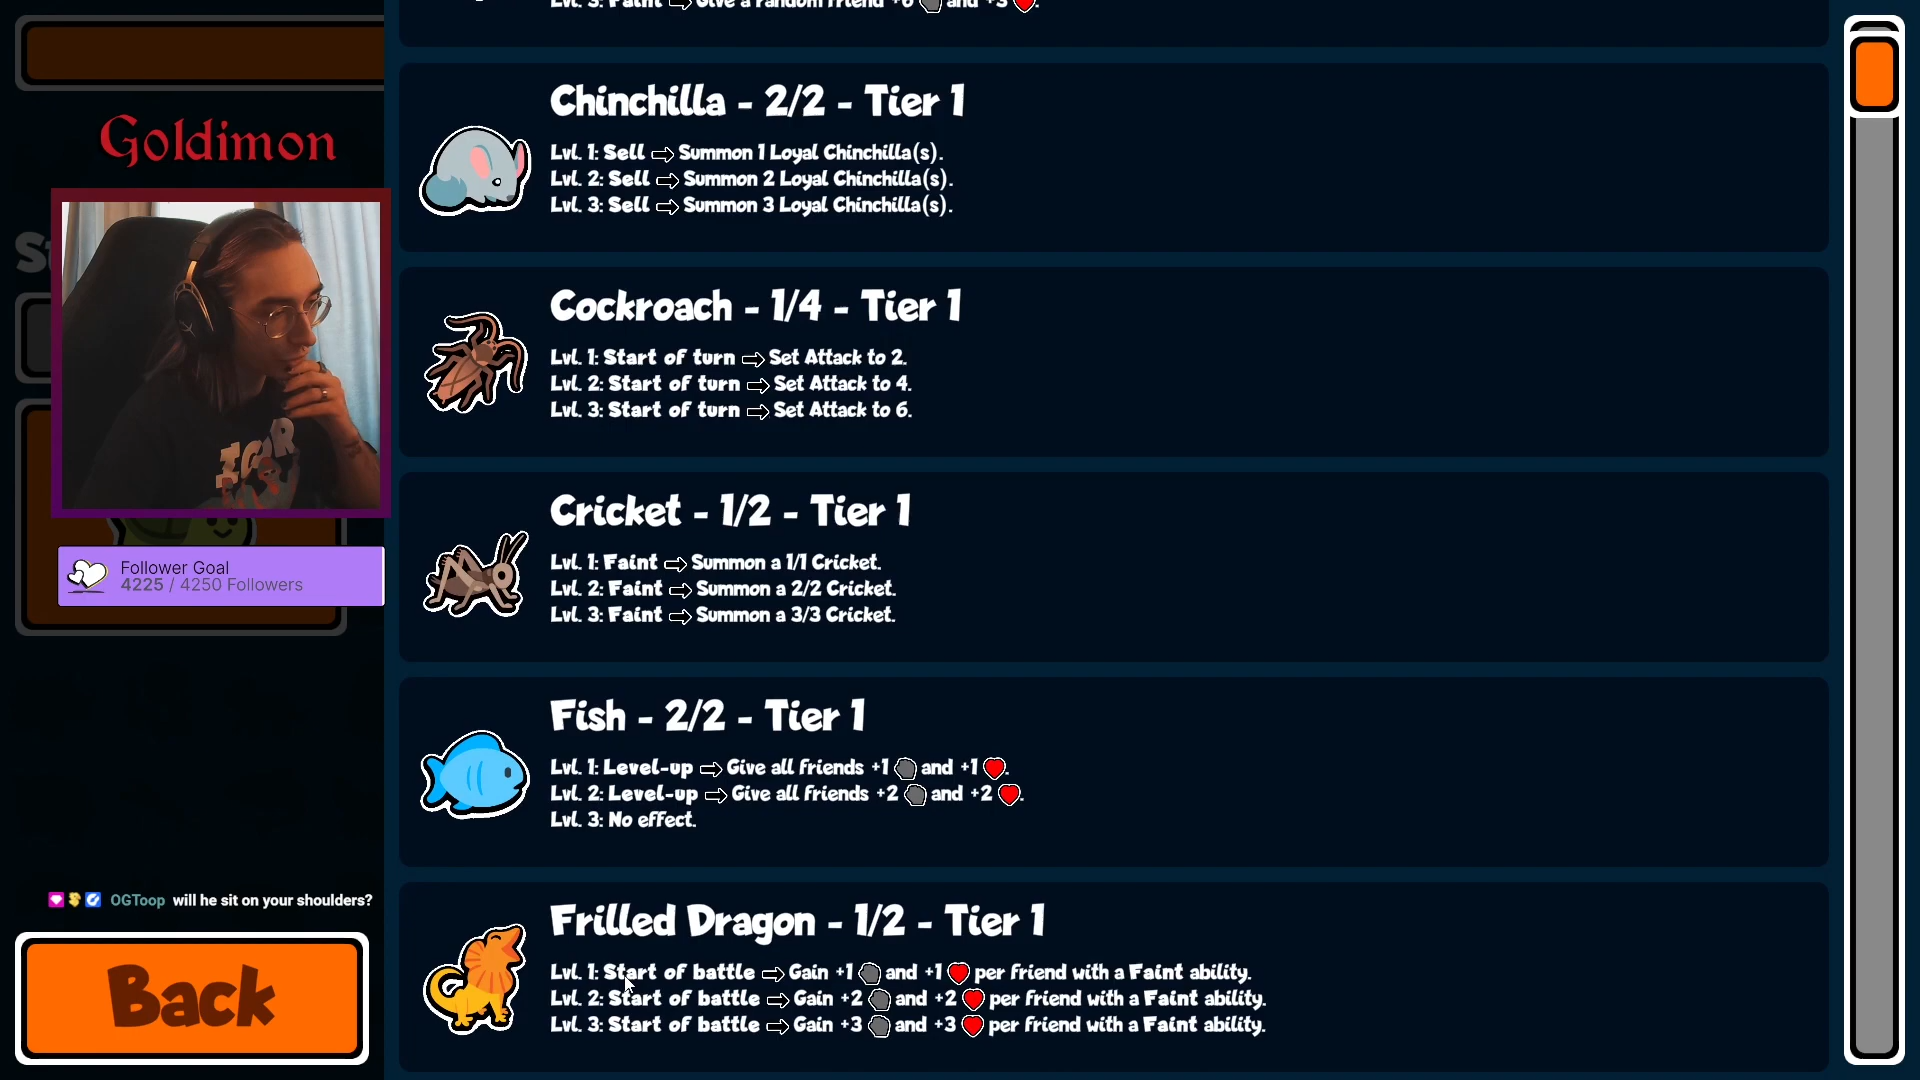 Lvl. 3: Faint ⇒ Give a random friend +6 and +3 .
Goldimon
Chinchilla - 2/2 - Tier 1
Lvl. 1: Sell ⇒ Summon 1 Loyal Chinchilla(s).
Lvl. 2: Sell ⇒ Summon 2 Loyal Chinchilla(s).
Lvl. 3: Sell ⇒ Summon 3 Loyal Chinchilla(s).
Cockroach - 1/4 - Tier 1
Lvl. 1: Start of turn ⇒ Set Attack to 2.
Lvl. 2: Start of turn ⇒ Set Attack to 4.
Lvl. 3: Start of turn ⇒ Set Attack to 6.
Cricket - 1/2 - Tier 1
Lvl. 1: Faint ⇒ Summon a 1/1 Cricket.
Lvl. 2: Faint ⇒ Summon a 2/2 Cricket.
Lvl. 3: Faint ⇒ Summon a 3/3 Cricket.
Follower Goal
4225 / 4250 Followers
Fish - 2/2 - Tier 1
Lvl. 1: Level-up ⇒ Give all friends +1 and +1 .
Lvl. 2: Level-up ⇒ Give all friends +2 and +2 .
Lvl. 3: No effect.
OGToop will he sit on your shoulders?
Frilled Dragon - 1/2 - Tier 1
Lvl. 1: Start of battle ⇒ Gain +1 and +1 per friend with a Faint ability.
Lvl. 2: Start of battle ⇒ Gain +2 and +2 per friend with a Faint ability.
Lvl. 3: Start of battle ⇒ Gain +3 and +3 per friend with a Faint ability.
Back